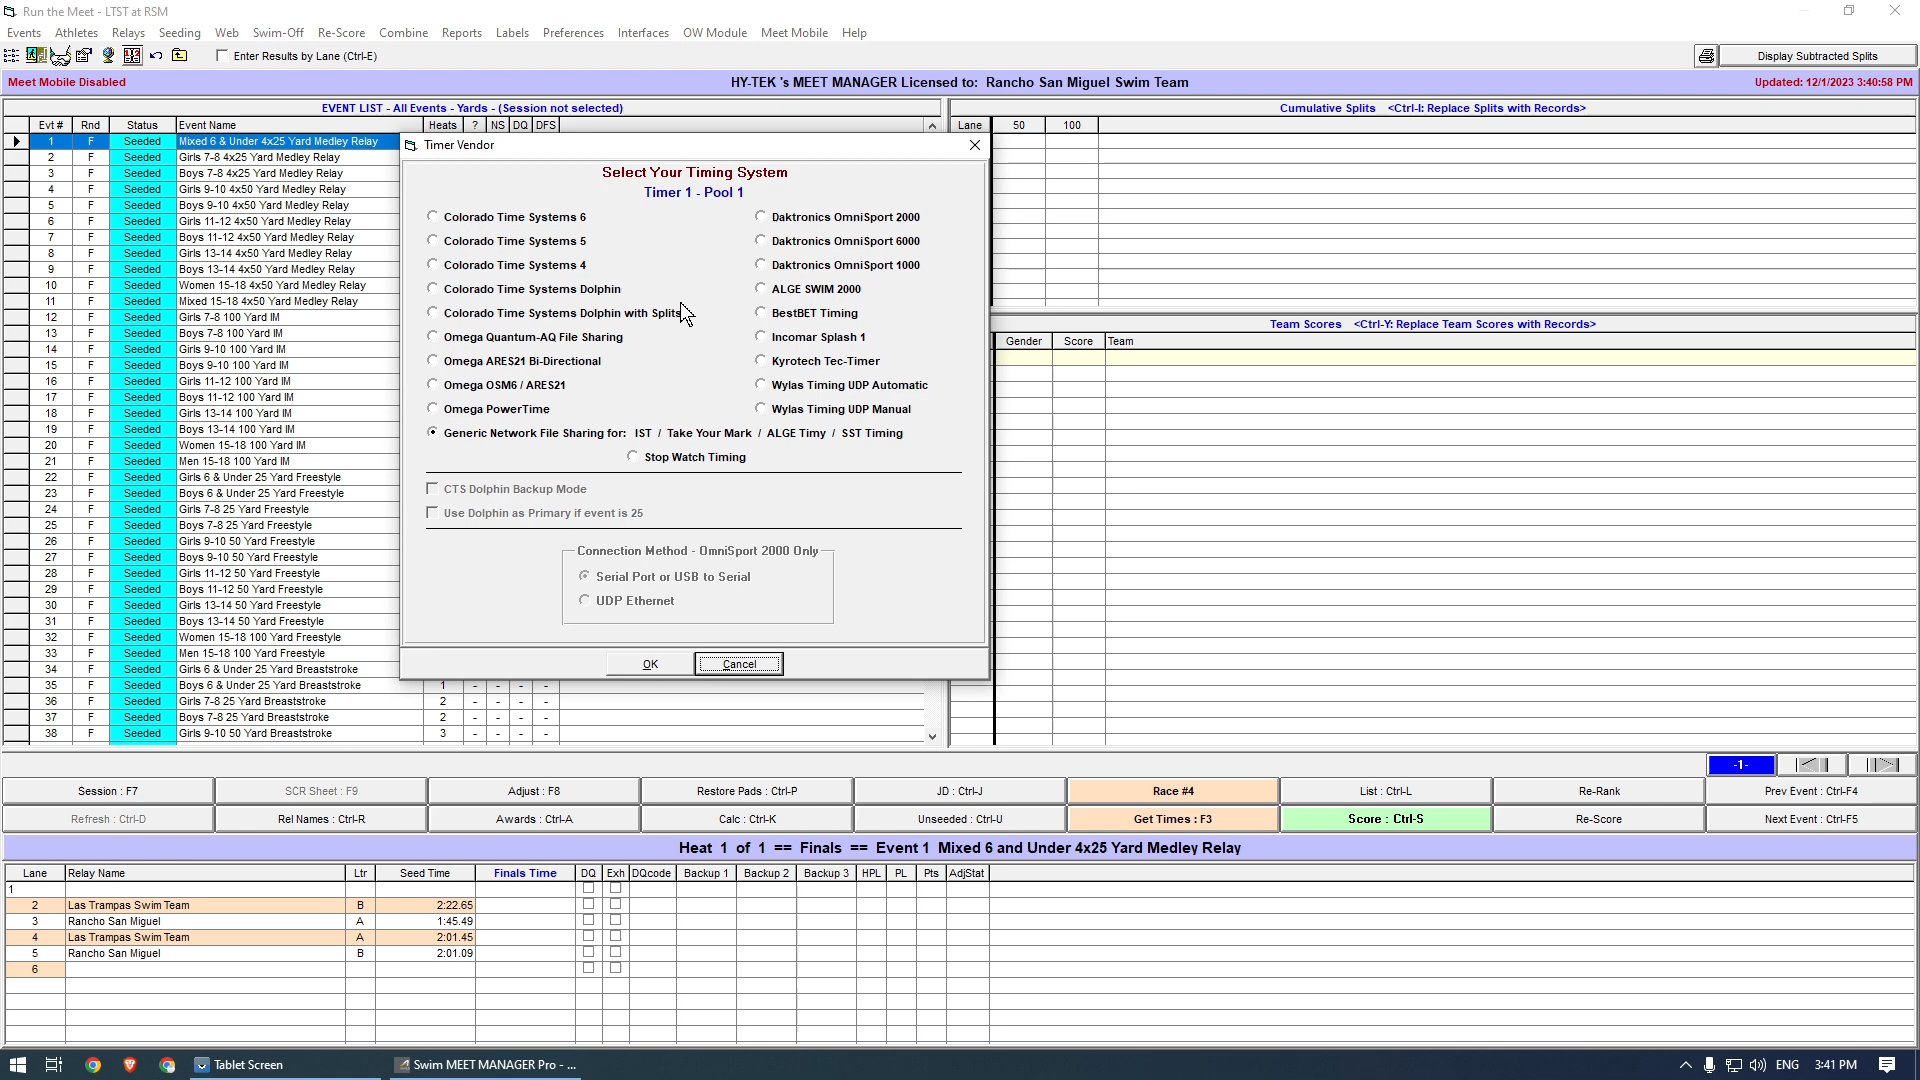 Run the Meet - LTST at RSM
Events Athletes Relays Seeding Web Swim-Off Re-Score Combine Reports Labels Preferences Interfaces OW Module Meet Mobile Help
Enter Results by Lane (Ctrl-E)
Display Subtracted Splits
Meet Mobile Disabled
HY-TEK 's MEET MANAGER Licensed to: Rancho San Miguel Swim Team
Updated: 12/1/2023 3:40:58 PM
EVENT LIST - All Events - Yards - (Session not selected)
Evt # Rnd Status Event Name Heats ? NS DQ DFS
1 F Seeded Mixed 6 & Under 4x25 Yard Medley Relay
2 F Seeded Girls 7-8 4x25 Yard Medley Relay
3 F Seeded Boys 7-8 4x25 Yard Medley Relay
4 F Seeded Girls 9-10 4x50 Yard Medley Relay
5 F Seeded Boys 9-10 4x50 Yard Medley Relay
6 F Seeded Girls 11-12 4x50 Yard Medley Relay
7 F Seeded Boys 11-12 4x50 Yard Medley Relay
8 F Seeded Girls 13-14 4x50 Yard Medley Relay
9 F Seeded Boys 13-14 4x50 Yard Medley Relay
10 F Seeded Women 15-18 4x50 Yard Medley Relay
11 F Seeded Mixed 15-18 4x50 Yard Medley Relay
12 F Seeded Girls 7-8 100 Yard IM
13 F Seeded Boys 7-8 100 Yard IM
14 F Seeded Girls 9-10 100 Yard IM
15 F Seeded Boys 9-10 100 Yard IM
16 F Seeded Girls 11-12 100 Yard IM
17 F Seeded Boys 11-12 100 Yard IM
18 F Seeded Girls 13-14 100 Yard IM
19 F Seeded Boys 13-14 100 Yard IM
20 F Seeded Women 15-18 100 Yard IM
21 F Seeded Men 15-18 100 Yard IM
22 F Seeded Girls 6 & Under 25 Yard Freestyle
23 F Seeded Boys 6 & Under 25 Yard Freestyle
24 F Seeded Girls 7-8 25 Yard Freestyle
25 F Seeded Boys 7-8 25 Yard Freestyle
26 F Seeded Girls 9-10 50 Yard Freestyle
27 F Seeded Boys 9-10 50 Yard Freestyle
28 F Seeded Girls 11-12 50 Yard Freestyle
29 F Seeded Boys 11-12 50 Yard Freestyle
30 F Seeded Girls 13-14 50 Yard Freestyle
31 F Seeded Boys 13-14 50 Yard Freestyle
32 F Seeded Women 15-18 100 Yard Freestyle
33 F Seeded Men 15-18 100 Yard Freestyle
34 F Seeded Girls 6 & Under 25 Yard Breaststroke
35 F Seeded Boys 6 & Under 25 Yard Breaststroke 1 - - - -
36 F Seeded Girls 7-8 25 Yard Breaststroke 2 - - - -
37 F Seeded Boys 7-8 25 Yard Breaststroke 2 - - - -
38 F Seeded Girls 9-10 50 Yard Breaststroke 3 - - - -
Timer Vendor
Select Your Timing System
Timer 1 - Pool 1
Colorado Time Systems 6
Colorado Time Systems 5
Colorado Time Systems 4
Colorado Time Systems Dolphin
Colorado Time Systems Dolphin with Splits
Omega Quantum-AQ File Sharing
Omega ARES21 Bi-Directional
Omega OSM6 / ARES21
Omega PowerTime
Daktronics OmniSport 2000
Daktronics OmniSport 6000
Daktronics OmniSport 1000
ALGE SWIM 2000
BestBET Timing
Incomar Splash 1
Kyrotech Tec-Timer
Wylas Timing UDP Automatic
Wylas Timing UDP Manual
Generic Network File Sharing for: IST / Take Your Mark / ALGE Timy / SST Timing
Stop Watch Timing
CTS Dolphin Backup Mode
Use Dolphin as Primary if event is 25
Connection Method - OmniSport 2000 Only
Serial Port or USB to Serial
UDP Ethernet
OK Cancel
Cumulative Splits <Ctrl-I: Replace Splits with Records>
Lane 50 100
Team Scores <Ctrl-Y: Replace Team Scores with Records>
Gender Score Team
-1-
Session : F7 SCR Sheet : F9 Adjust : F8 Restore Pads : Ctrl-P JD : Ctrl-J Race #4 List : Ctrl-L Re-Rank Prev Event : Ctrl-F4
Refresh : Ctrl-D Rel Names : Ctrl-R Awards : Ctrl-A Calc : Ctrl-K Unseeded : Ctrl-U Get Times : F3 Score : Ctrl-S Re-Score Next Event : Ctrl-F5
Heat 1 of 1 == Finals == Event 1 Mixed 6 and Under 4x25 Yard Medley Relay
Lane Relay Name Ltr Seed Time Finals Time DQ Exh DQcode Backup 1 Backup 2 Backup 3 HPL PL Pts AdjStat
1
2 Las Trampas Swim Team B 2:22.65
3 Rancho San Miguel A 1:45.49
4 Las Trampas Swim Team A 2:01.45
5 Rancho San Miguel B 2:01.09
6
Tablet Screen
Swim MEET MANAGER Pro - ...
ENG 3:41 PM